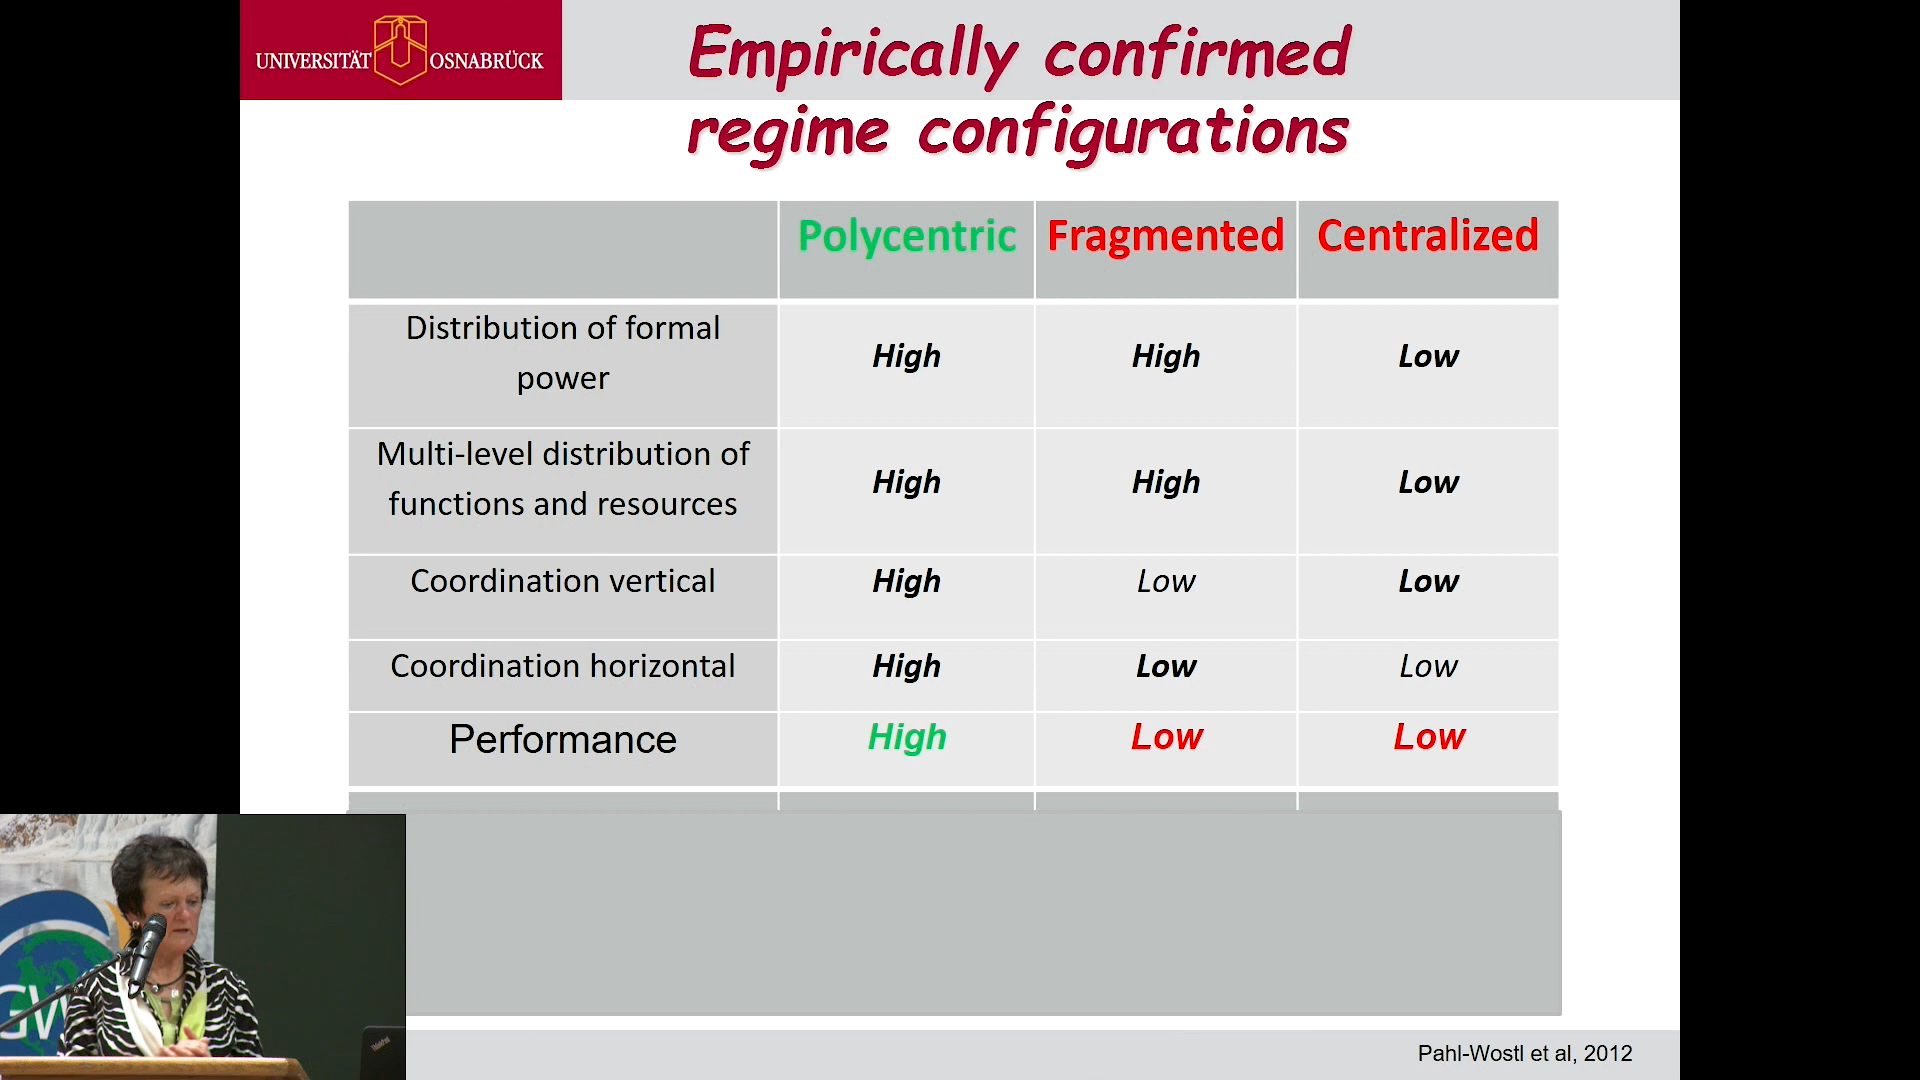 UNIVERSITÄT OSNABRÜCK
Empirically confirmed
regime configurations
Polycentric Fragmented Centralized
Distribution of formal
power
High High Low
Multi-level distribution of
functions and resources
High High Low
Coordination vertical High Low Low
Coordination horizontal High Low Low
Performance High Low Low
GW
ThinkPad
Pahl-Wostl et al, 2012